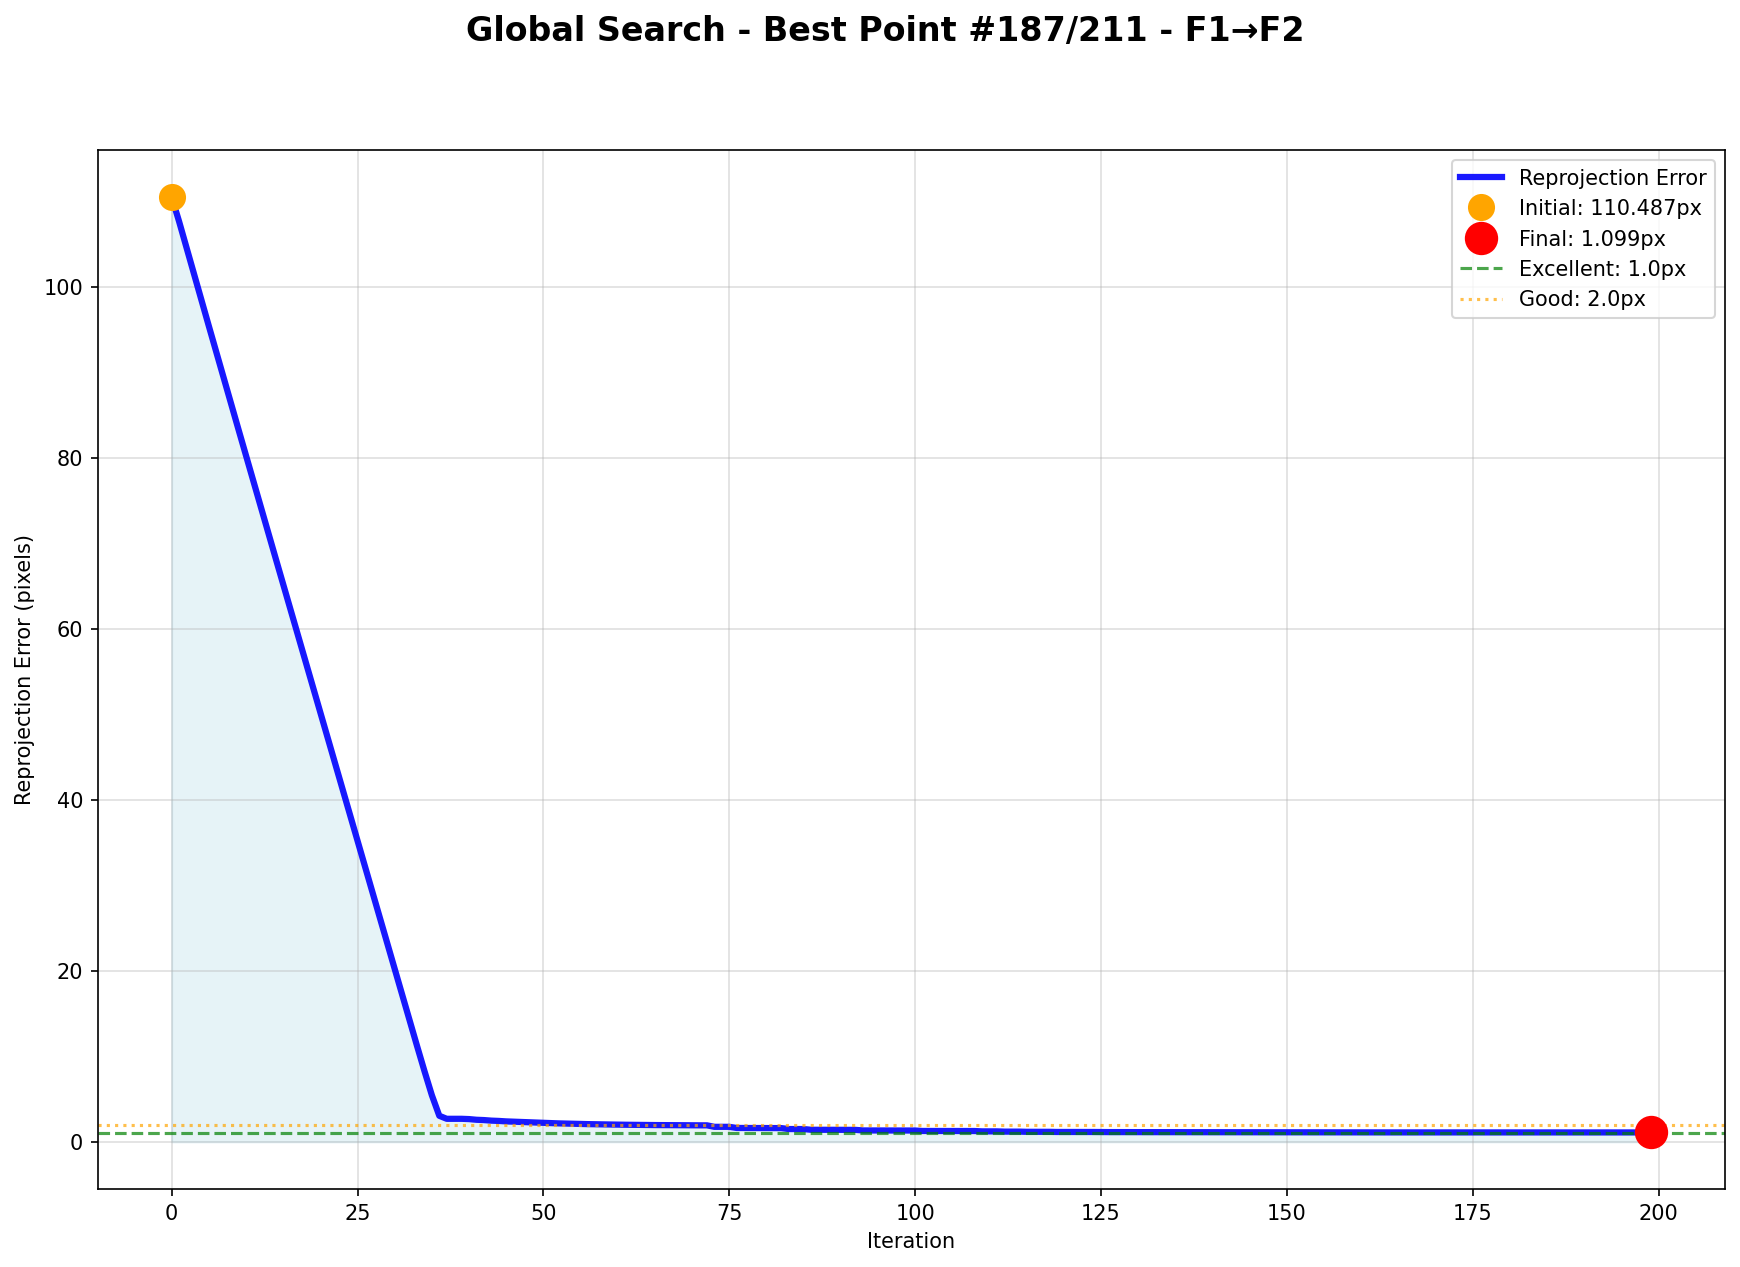 Global Search - Best Point #187/211 - F1→F2
Reprojection Error
Initial: 110.487px
Final: 1.099px
Excellent: 1.0px
Good: 2.0px
Reprojection Error (pixels)
100
80
60
40
20
0
0 25 50 75 100 125 150 175 200
Iteration